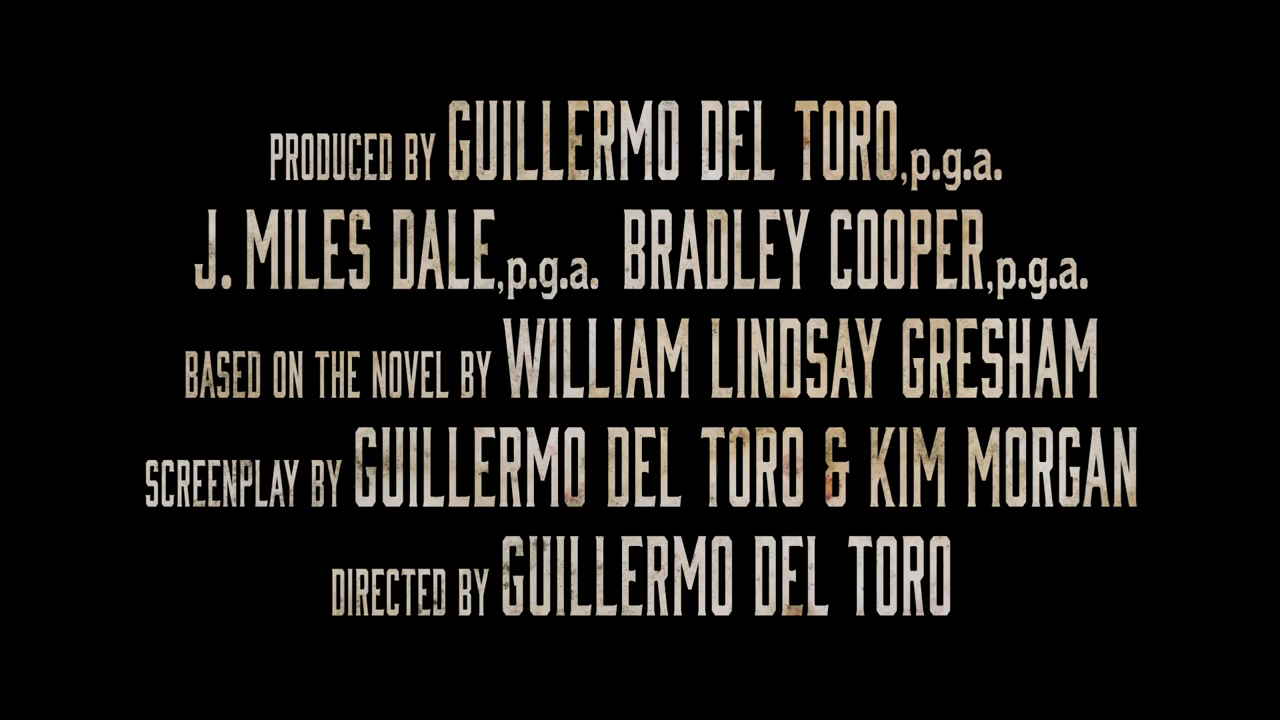 PRODUCED BY GUILLERMO DEL TORO, p.g.a.
J. MILES DALE, p.g.a. BRADLEY COOPER, p.g.a.
BASED ON THE NOVEL BY WILLIAM LINDSAY GRESHAM
SCREENPLAY BY GUILLERMO DEL TORO & KIM MORGAN
DIRECTED BY GUILLERMO DEL TORO